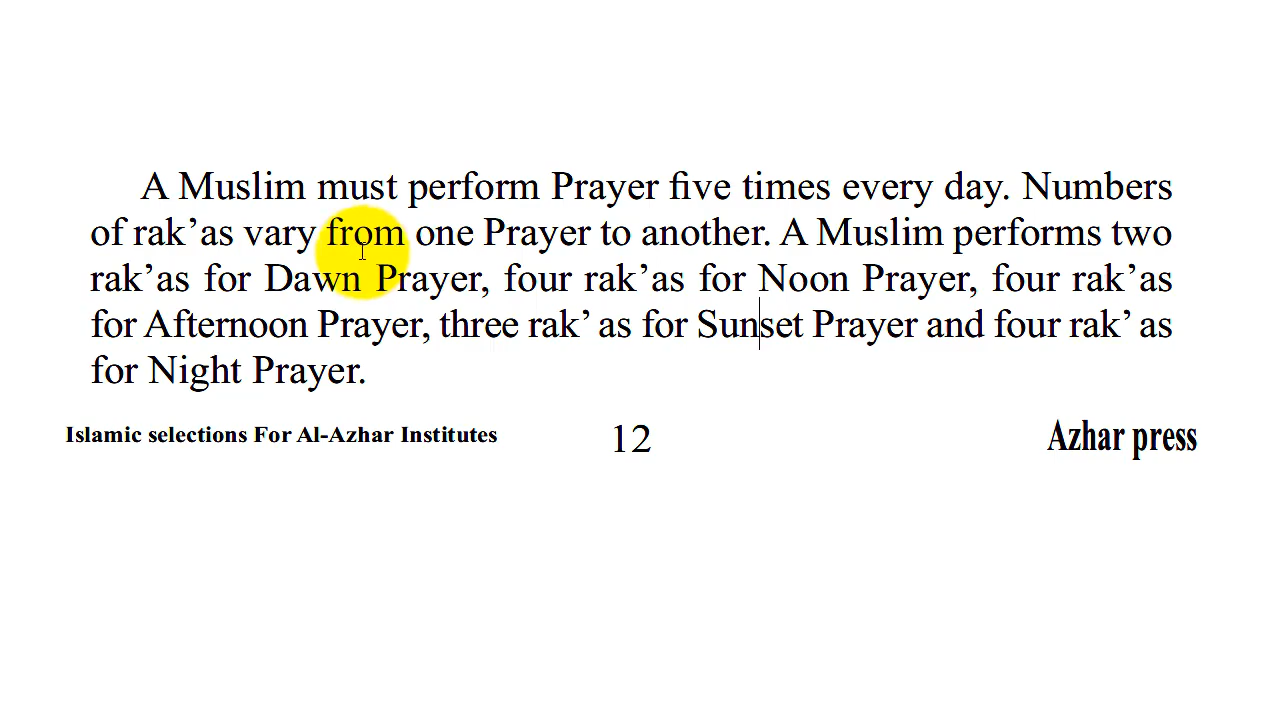 A Muslim must perform Prayer five times every day. Numbers
of rak’as vary from one Prayer to another. A Muslim performs two
rak’as for Dawn Prayer, four rak’as for Noon Prayer, four rak’as
for Afternoon Prayer, three rak’ as for Sunset Prayer and four rak’ as
for Night Prayer.
Islamic selections For Al-Azhar Institutes 12 Azhar press